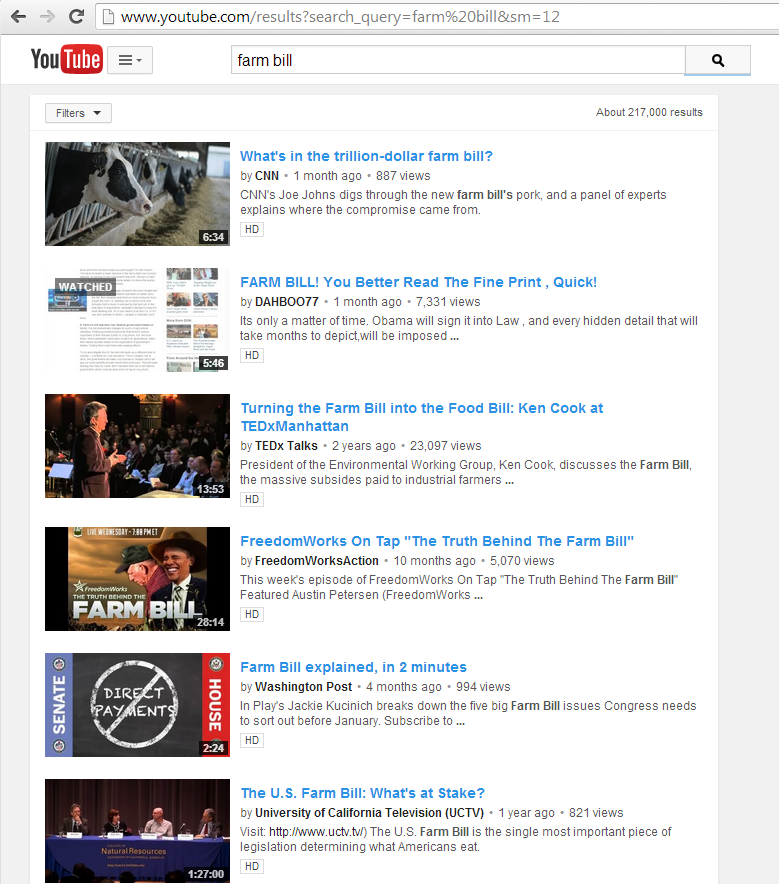 www.youtube.com/results?search_query=farm%20bill&sm=12
YouTube
farm bill
Filters
About 217,000 results
6:34
What's in the trillion-dollar farm bill?
by CNN • 1 month ago • 887 views
CNN's Joe Johns digs through the new farm bill's pork, and a panel of experts
explains where the compromise came from.
HD
WATCHED
5:46
FARM BILL! You Better Read The Fine Print , Quick!
by DAHBOO77 • 1 month ago • 7,331 views
Its only a matter of time. Obama will sign it into Law , and every hidden detail that will
take months to depict,will be imposed ...
HD
13:53
Turning the Farm Bill into the Food Bill: Ken Cook at
TEDxManhattan
by TEDx Talks • 2 years ago • 23,097 views
President of the Environmental Working Group, Ken Cook, discusses the Farm Bill,
the massive subsides paid to industrial farmers ...
HD
LIVE WEDNESDAY - 7:00 PM ET
FreedomWorks
THE TRUTH BEHIND THE
FARM BILL
28:14
FreedomWorks On Tap "The Truth Behind The Farm Bill"
by FreedomWorksAction • 10 months ago • 5,070 views
This week's episode of FreedomWorks On Tap "The Truth Behind The Farm Bill"
Featured Austin Petersen (FreedomWorks ...
HD
SENATE
DIRECT
PAYMENTS
HOUSE
2:24
Farm Bill explained, in 2 minutes
by Washington Post • 4 months ago • 994 views
In Play's Jackie Kucinich breaks down the five big Farm Bill issues Congress needs
to sort out before January. Subscribe to ...
HD
Natural Resources
1:27:00
The U.S. Farm Bill: What's at Stake?
by University of California Television (UCTV) • 1 year ago • 821 views
Visit: http://www.uctv.tv/) The U.S. Farm Bill is the single most important piece of
legislation determining what Americans eat.
HD